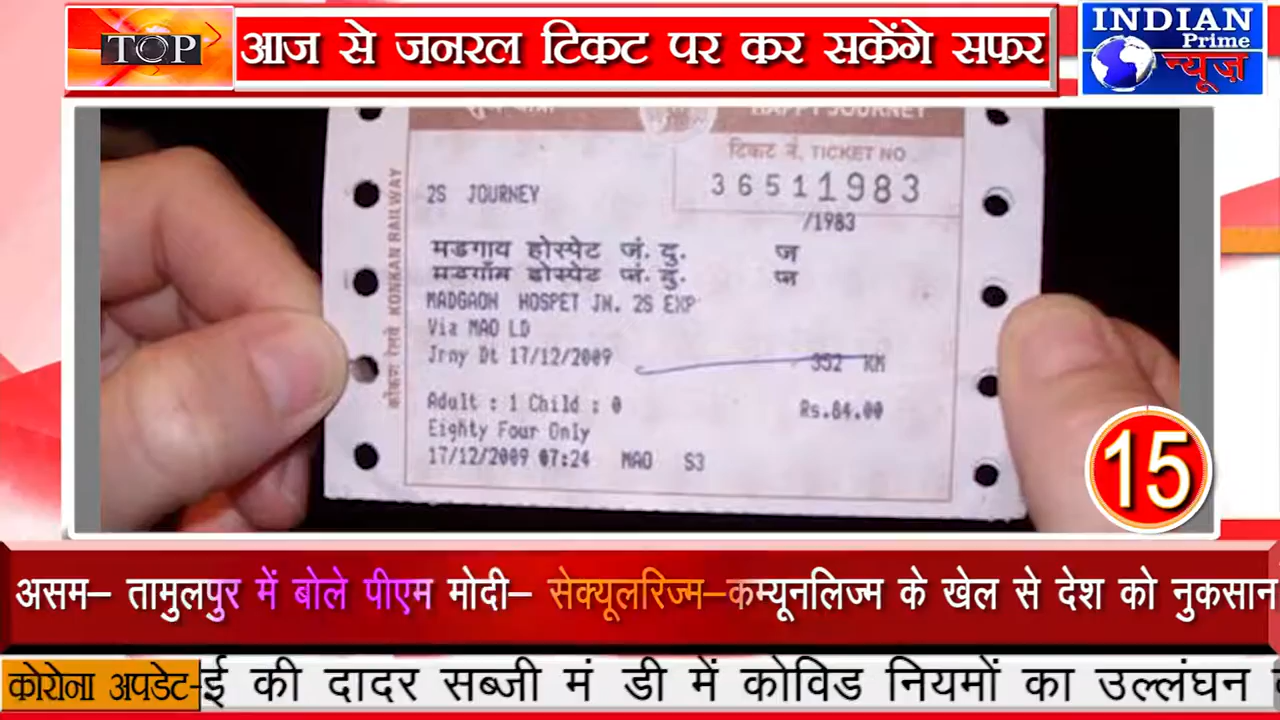 TOP
आज से जनरल टिकट पर कर सकेंगे सफर
INDIAN
Prime
न्यूज़
HAPPY JOURNEY
टिकट नं. TICKET NO
36511983
/1983
2S JOURNEY
कोंकण रेलवे KONKAN RAILWAY
मडगाय होस्पेट जं. दु. ज
मडगाँव होस्पेट जं. दु. ज
MADGAON HOSPET JN. 2S EXP
Via MAO LD
Jrny Dt 17/12/2009 352 KM
Adult : 1 Child : 0 Rs.84.00
Eighty Four Only
17/12/2009 07:24 MAO S3
15
असम– तामुलपुर में बोले पीएम मोदी– सेक्यूलरिज्म–कम्यूनलिज्म के खेल से देश को नुकसान
कोरोना अपडेट-ई की दादर सब्जी मं डी में कोविड नियमों का उल्लंघन